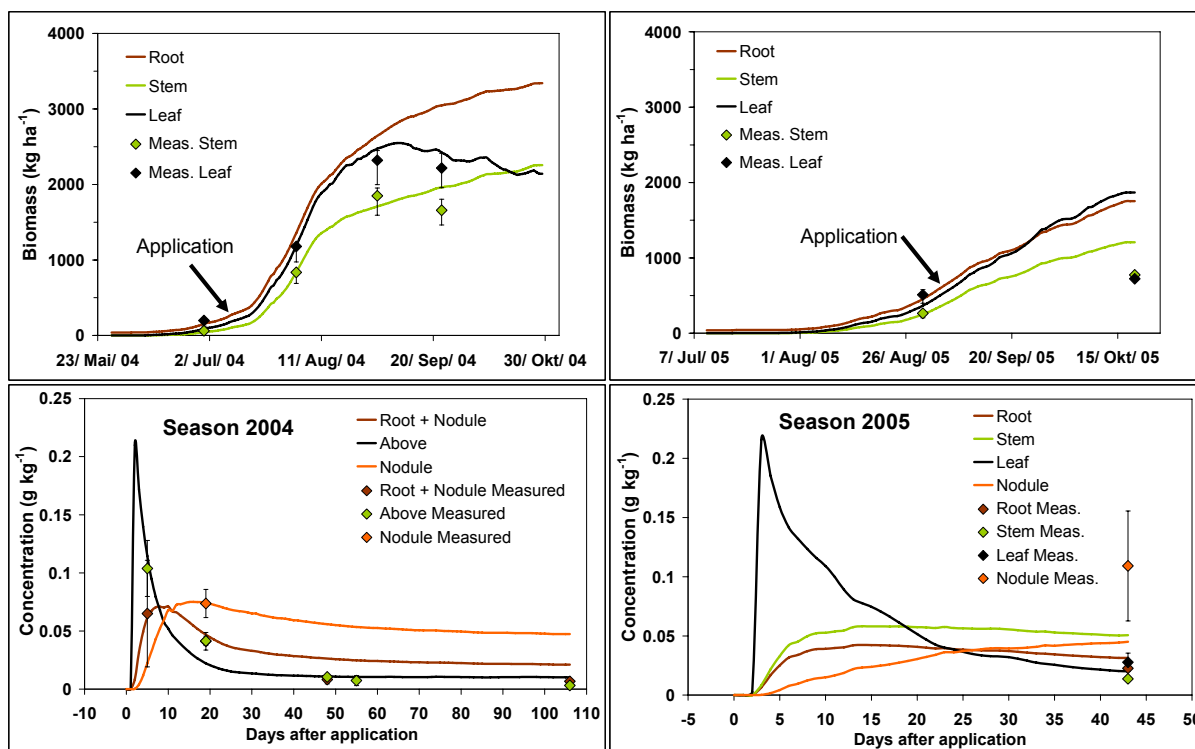 4000
3000
2000
1000
0
Biomass (kg ha⁻¹)
Root
Stem
Leaf
Meas. Stem
Meas. Leaf
Application
23/ Mai/ 04
2/ Jul/ 04
11/ Aug/ 04
20/ Sep/ 04
30/ Okt/ 04
4000
3000
2000
1000
0
Biomass (kg ha⁻¹)
Root
Stem
Leaf
Meas. Stem
Meas. Leaf
Application
7/ Jul/ 05
1/ Aug/ 05
26/ Aug/ 05
20/ Sep/ 05
15/ Okt/ 05
0.25
0.2
0.15
0.1
0.05
0
Concentration (g kg⁻¹)
Season 2004
Root + Nodule
Above
Nodule
Root + Nodule Measured
Above Measured
Nodule Measured
-10 0 10 20 30 40 50 60 70 80 90 100 110
Days after application
0.25
0.2
0.15
0.1
0.05
0
Concentration (g kg⁻¹)
Season 2005
Root
Stem
Leaf
Nodule
Root Meas.
Stem Meas.
Leaf Meas.
Nodule Meas.
-5 0 5 10 15 20 25 30 35 40 45 50
Days after application